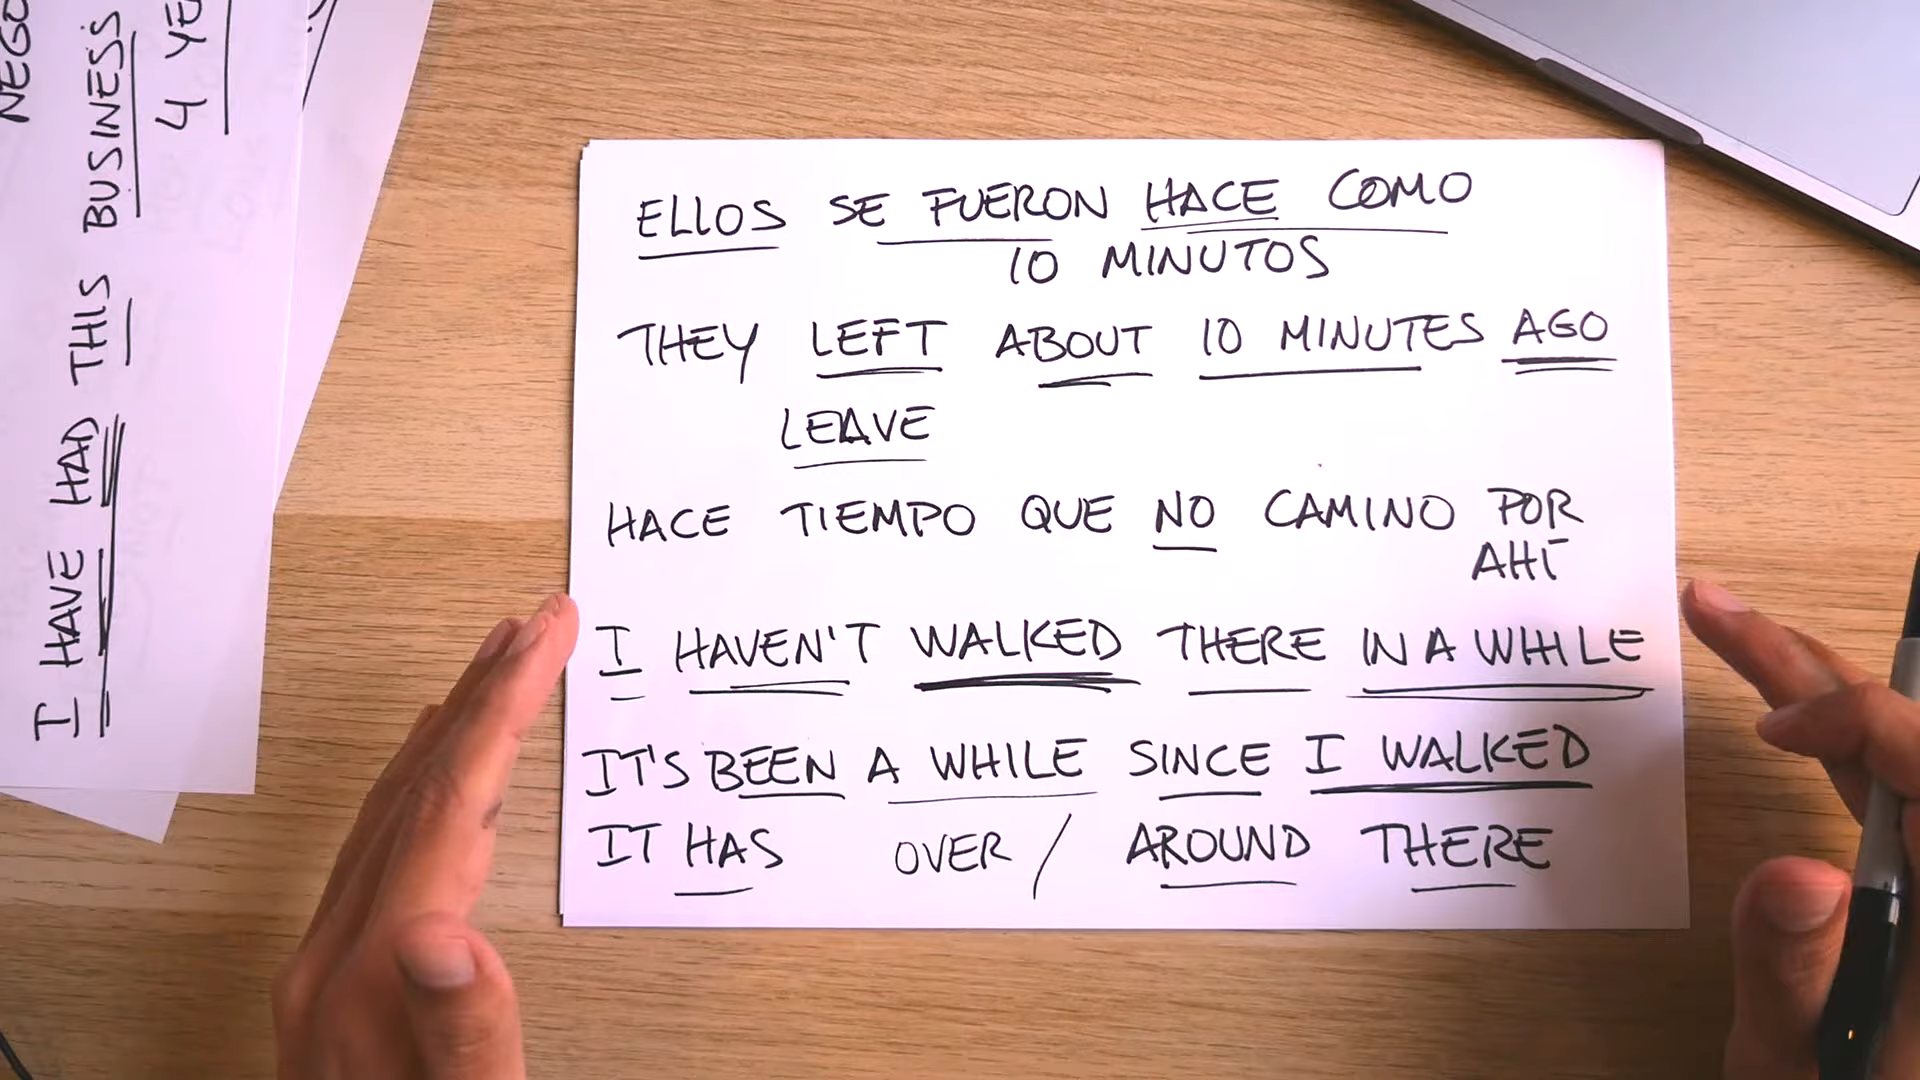 NEGO
I HAVE HAD THIS BUSINESS
4 YE
ELLOS SE FUERON HACE COMO
10 MINUTOS
THEY LEFT ABOUT 10 MINUTES AGO
LEAVE
HACE TIEMPO QUE NO CAMINO POR
AHÍ
I HAVEN'T WALKED THERE IN A WHILE
IT'S BEEN A WHILE SINCE I WALKED
IT HAS OVER / AROUND THERE